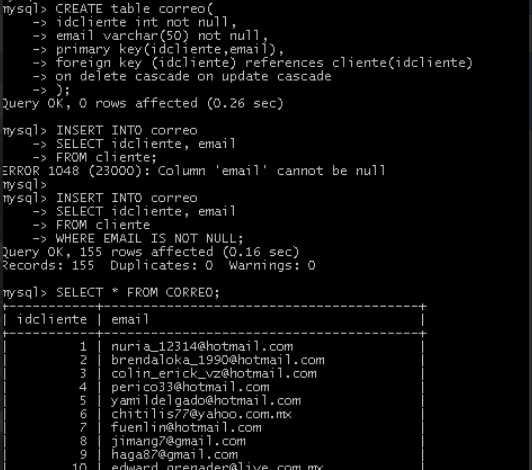 mysql> CREATE table correo(
-> idcliente int not null,
-> email varchar(50) not null,
-> primary key(idcliente,email),
-> foreign key (idcliente) references cliente(idcliente)
-> on delete cascade on update cascade
-> );
Query OK, 0 rows affected (0.26 sec)
mysql> INSERT INTO correo
-> SELECT idcliente, email
-> FROM cliente;
ERROR 1048 (23000): Column 'email' cannot be null
mysql>
mysql> INSERT INTO correo
-> SELECT idcliente, email
-> FROM cliente
-> WHERE EMAIL IS NOT NULL;
Query OK, 155 rows affected (0.16 sec)
Records: 155  Duplicates: 0  Warnings: 0
mysql> SELECT * FROM CORREO;
| idcliente | email |
| 1 | nuria_12314@hotmail.com |
| 2 | brendaloka_1990@hotmail.com |
| 3 | colin_erick_vz@hotmail.com |
| 4 | perico33@hotmail.com |
| 5 | yamildelgado@hotmail.com |
| 6 | chitilis77@yahoo.com.mx |
| 7 | fuenlin@hotmail.com |
| 8 | jimang7@gmail.com |
| 9 | haga87@gmail.com |
| 10 | edward_grenader@live.com.mx |